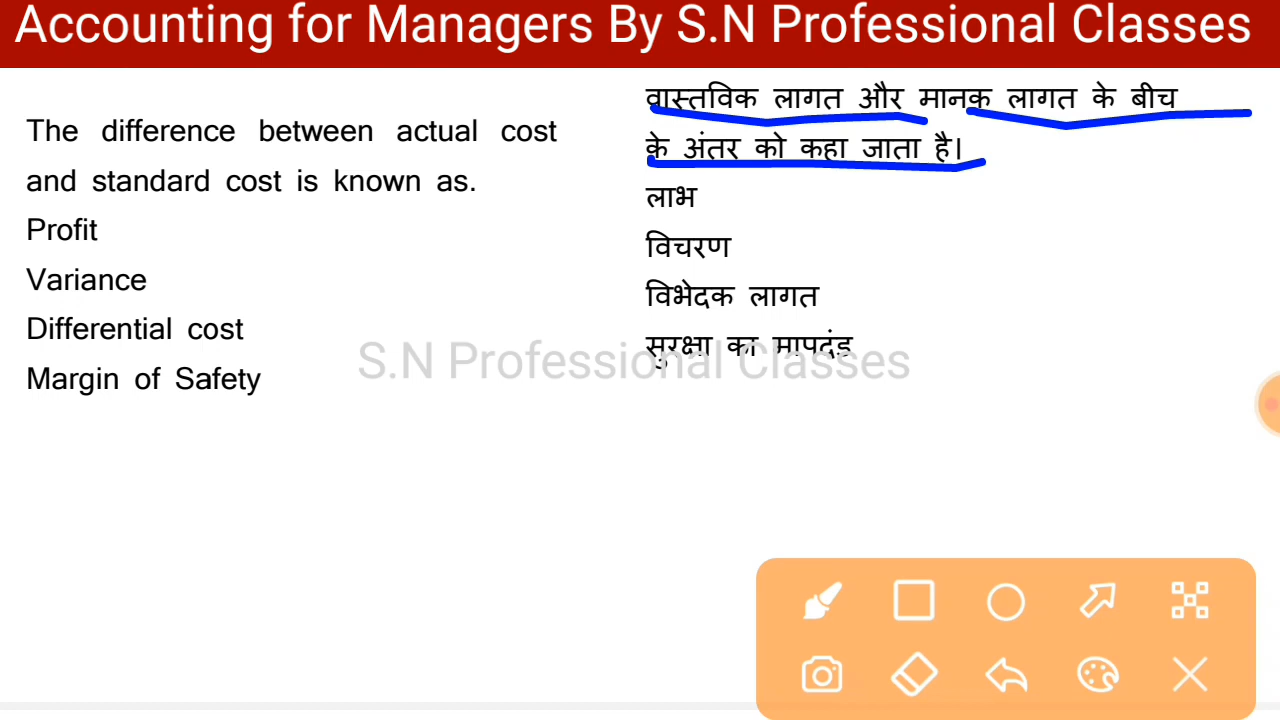 Accounting for Managers By S.N Professional Classes
The difference between actual cost
and standard cost is known as.
Profit
Variance
Differential cost
Margin of Safety
वास्तविक लागत और मानक लागत के बीच
के अंतर को कहा जाता है।
लाभ
विचरण
विभेदक लागत
सुरक्षा का मापदंड
S.N Professional Classes